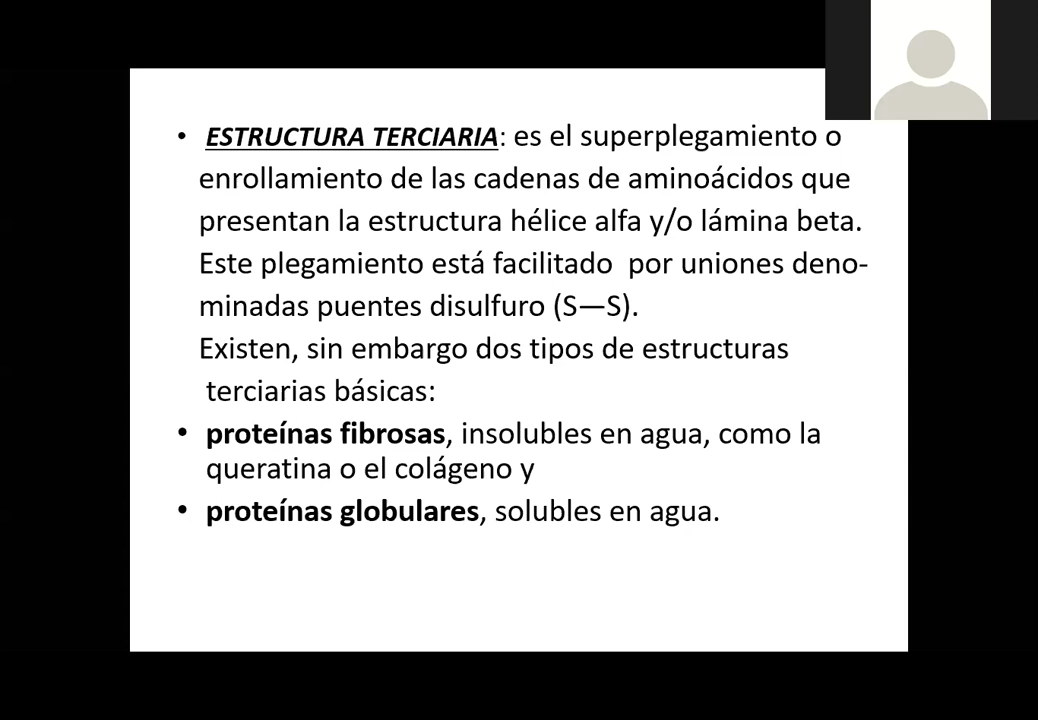 • ESTRUCTURA TERCIARIA: es el superplegamiento o
enrollamiento de las cadenas de aminoácidos que
presentan la estructura hélice alfa y/o lámina beta.
Este plegamiento está facilitado  por uniones deno-
minadas puentes disulfuro (S—S).
Existen, sin embargo dos tipos de estructuras
terciarias básicas:
• proteínas fibrosas, insolubles en agua, como la
queratina o el colágeno y
• proteínas globulares, solubles en agua.